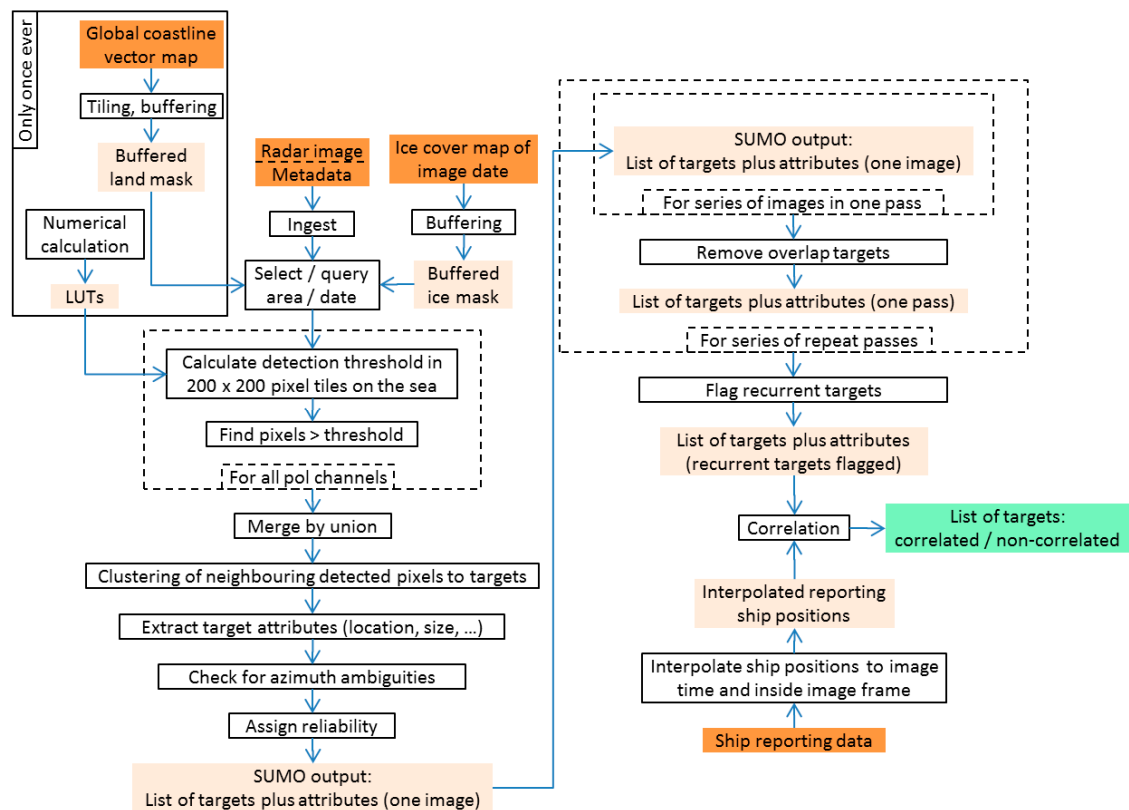 Only once ever
Global coastline
vector map
Tiling, buffering
Buffered
land mask
Numerical
calculation
LUTs
Radar image
Metadata
Ingest
Ice cover map of
image date
Buffering
Buffered
ice mask
Select / query
area / date
Calculate detection threshold in
200 x 200 pixel tiles on the sea
Find pixels > threshold
For all pol channels
Merge by union
Clustering of neighbouring detected pixels to targets
Extract target attributes (location, size, ...)
Check for azimuth ambiguities
Assign reliability
SUMO output:
List of targets plus attributes (one image)
SUMO output:
List of targets plus attributes (one image)
For series of images in one pass
Remove overlap targets
List of targets plus attributes (one pass)
For series of repeat passes
Flag recurrent targets
List of targets plus attributes
(recurrent targets flagged)
Correlation
List of targets:
correlated / non-correlated
Interpolated reporting
ship positions
Interpolate ship positions to image
time and inside image frame
Ship reporting data